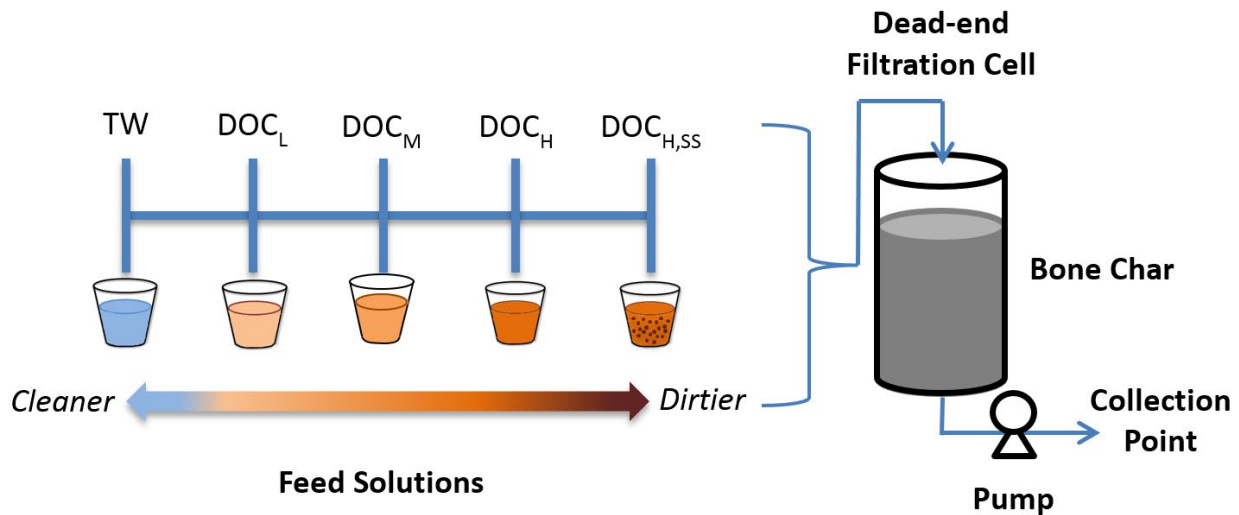 Dead-end
Filtration Cell
TW DOC_L DOC_M DOC_H DOC_H,SS
Bone Char
Cleaner Dirtier
Collection
Point
Feed Solutions
Pump